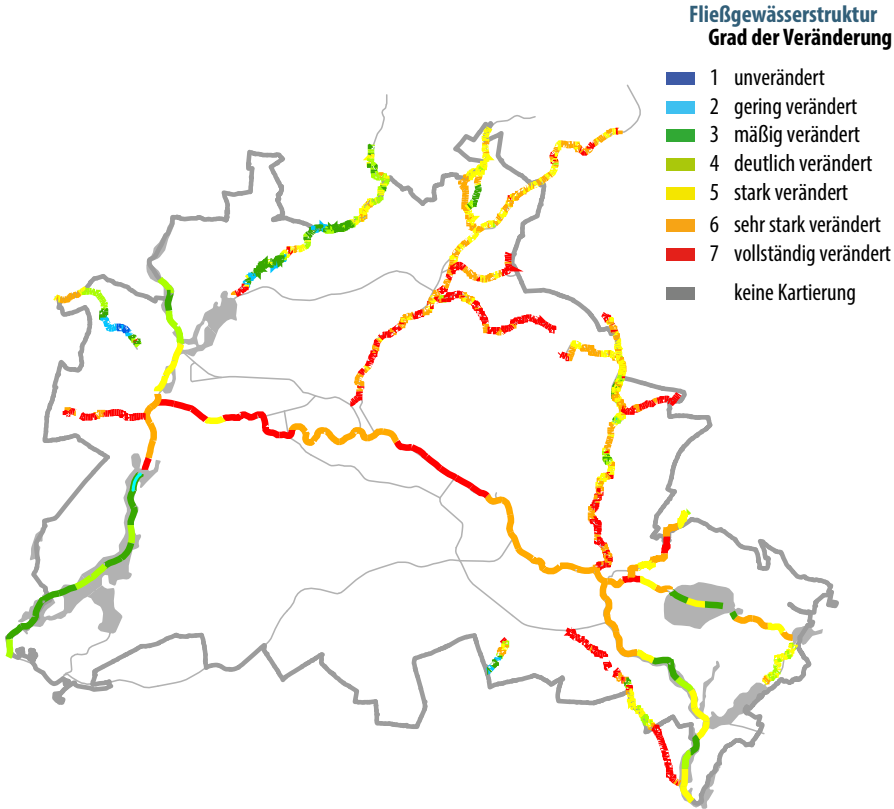 Fließgewässerstruktur
Grad der Veränderung
1 unverändert
2 gering verändert
3 mäßig verändert
4 deutlich verändert
5 stark verändert
6 sehr stark verändert
7 vollständig verändert
keine Kartierung